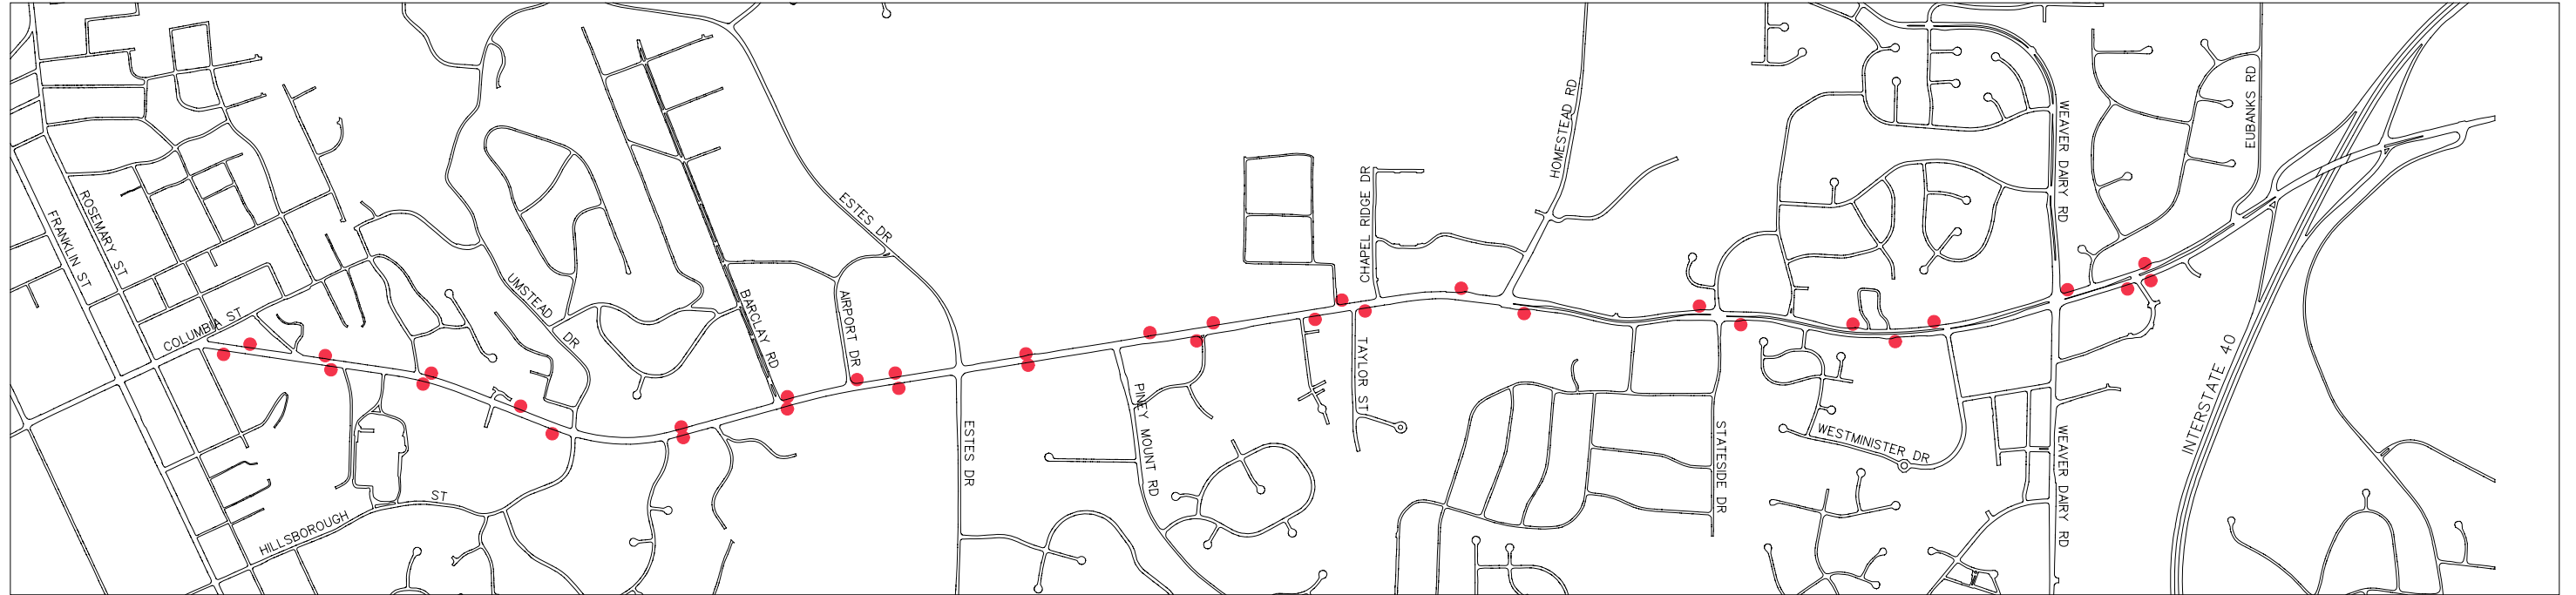 ROSEMARY ST
FRANKLIN ST
COLUMBIA ST
HILLSBOROUGH ST
UMSTEAD DR
BARCLAY RD
AIRPORT DR
ESTES DR
ESTES DR
PINEY MOUNT RD
TAYLOR ST
CHAPEL RIDGE DR
HOMESTEAD RD
STATESIDE DR
WESTMINISTER DR
WEAVER DAIRY RD
WEAVER DAIRY RD
EUBANKS RD
INTERSTATE 40